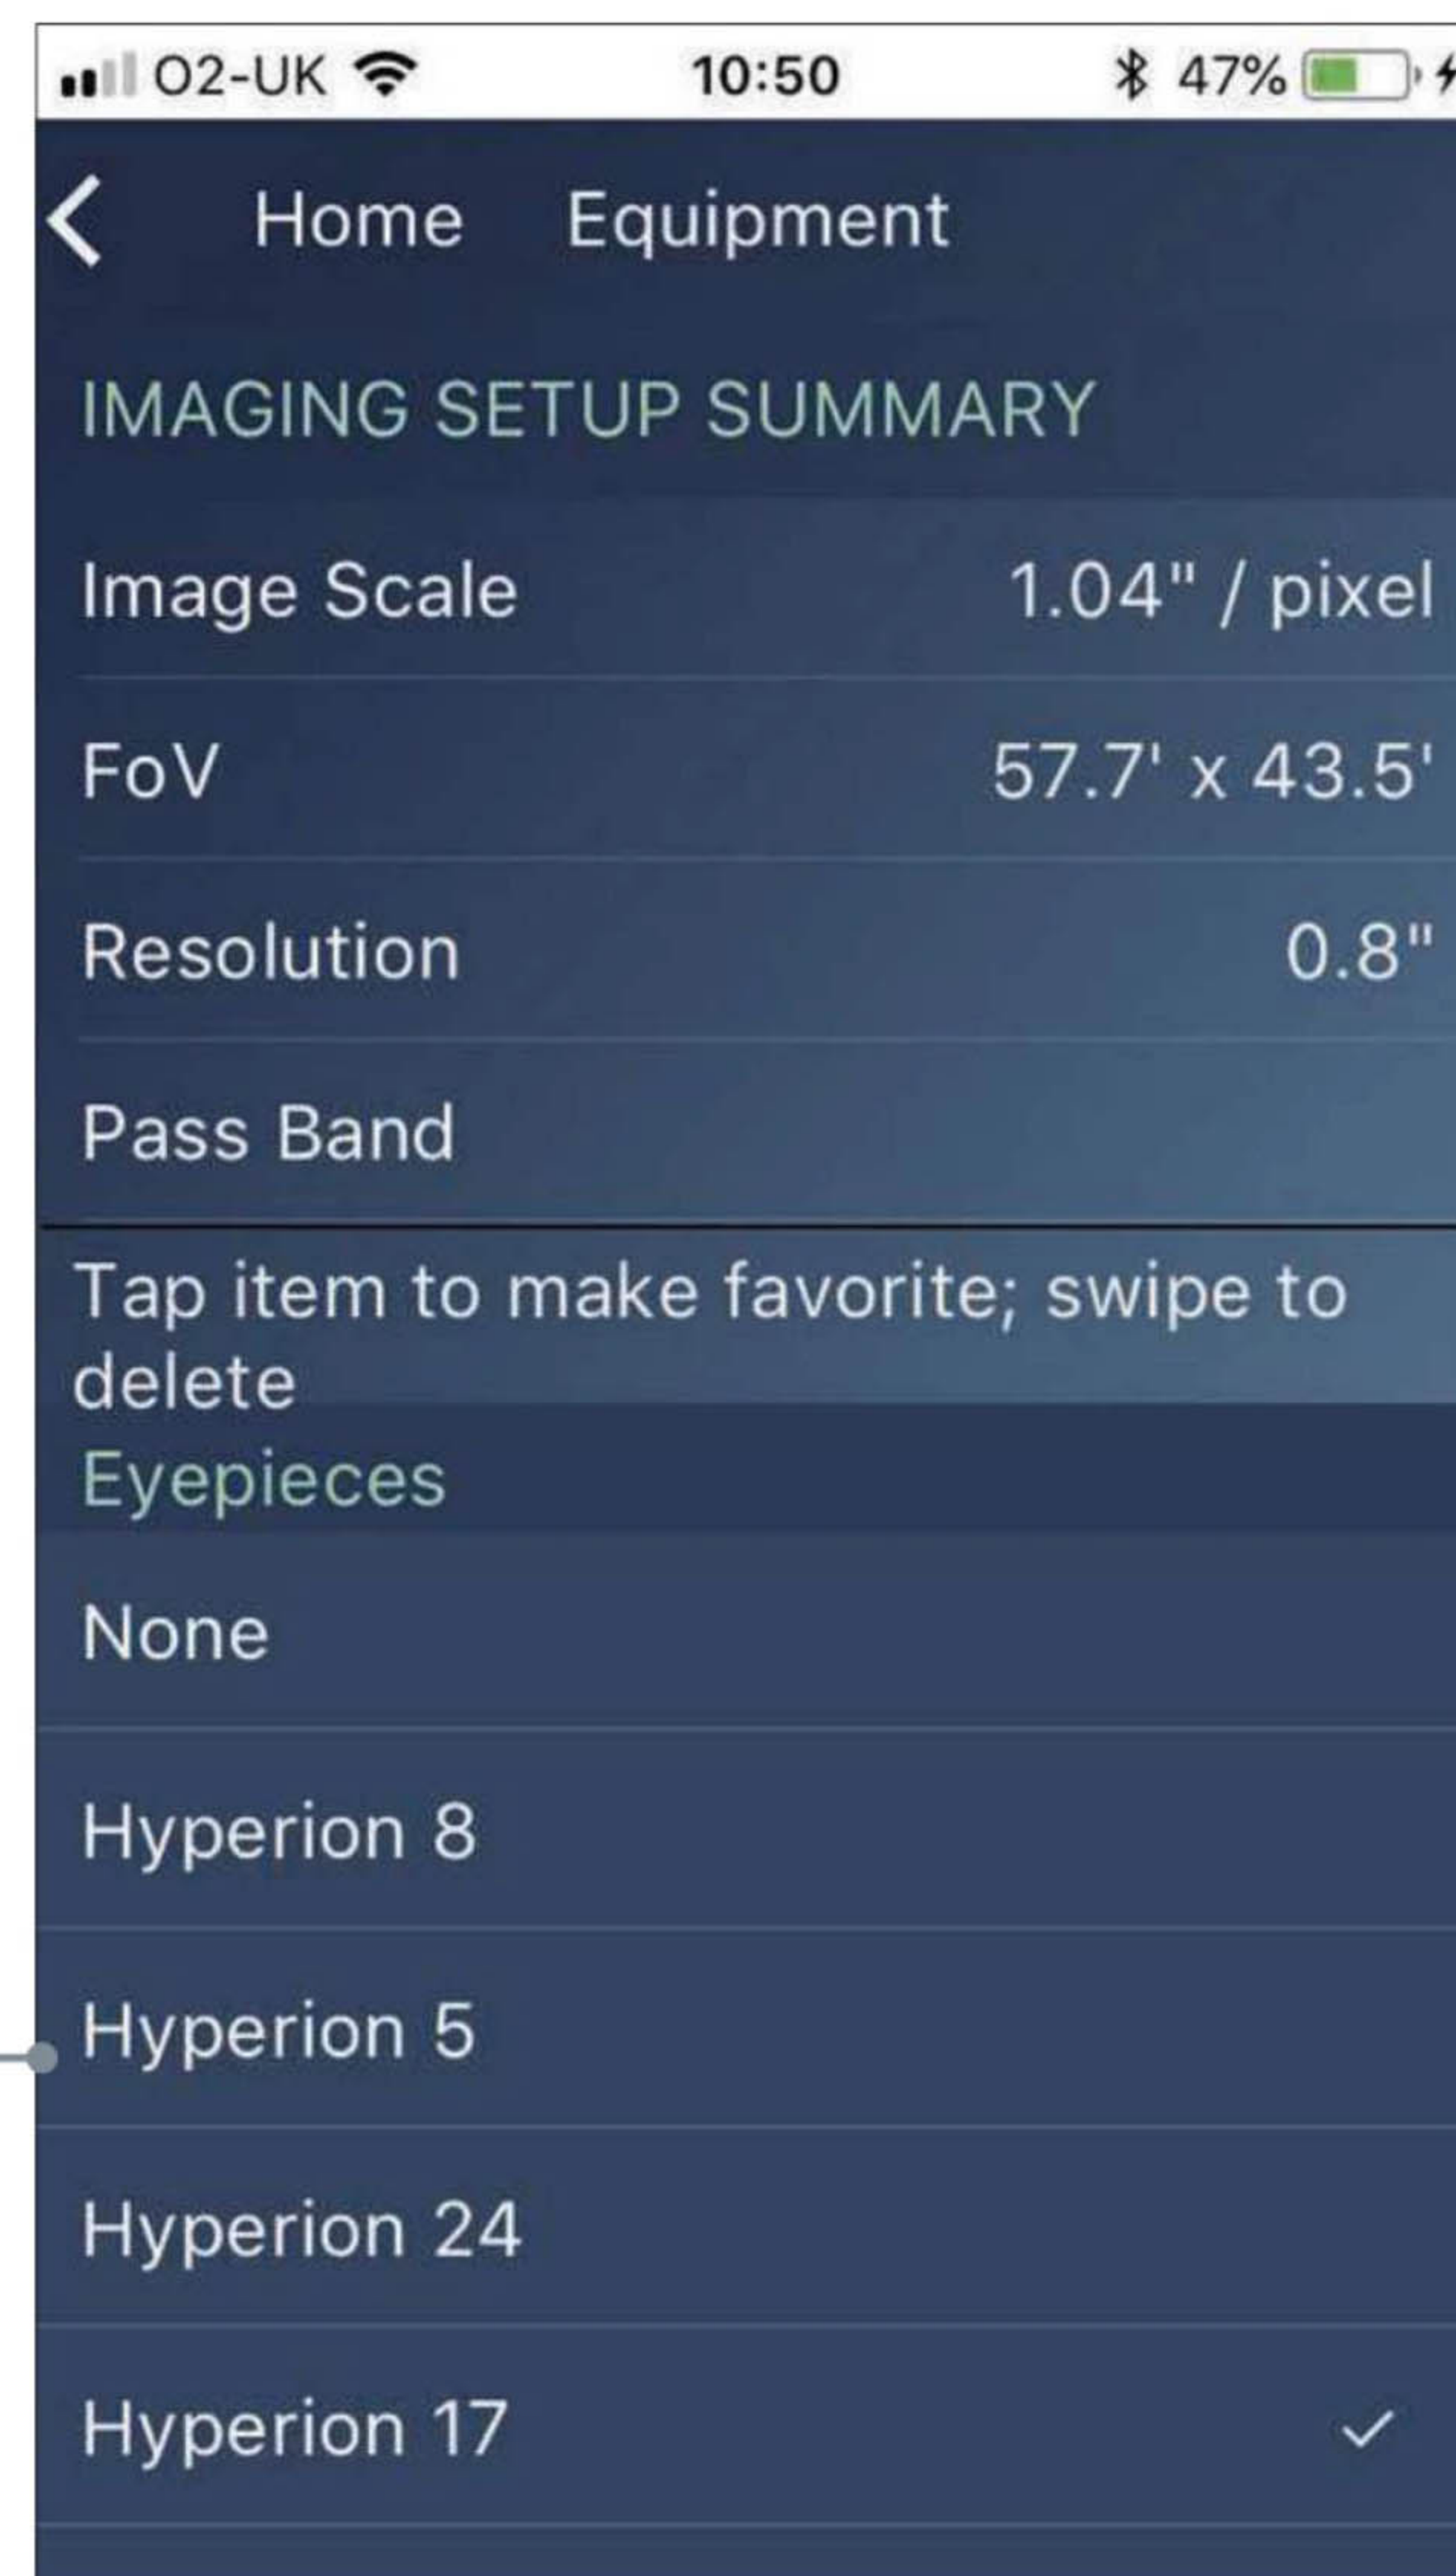 O2-UK 10:50 47%
Home Equipment
IMAGING SETUP SUMMARY
Image Scale 1.04" / pixel
FoV 57.7' x 43.5'
Resolution 0.8"
Pass Band
Tap item to make favorite; swipe to
delete
Eyepieces
None
Hyperion 8
Hyperion 5
Hyperion 24
Hyperion 17